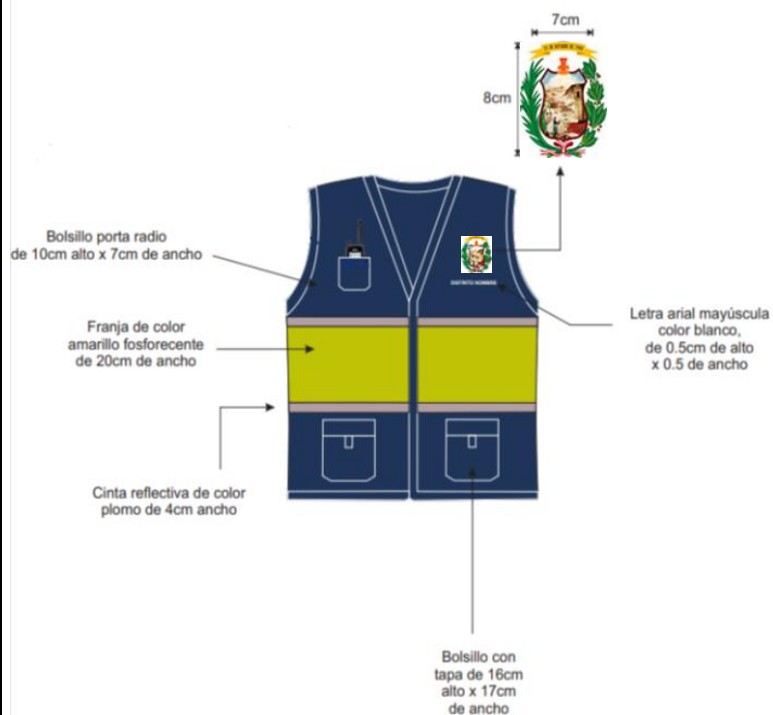 7cm
8cm
Bolsillo porta radio
de 10cm alto x 7cm de ancho
DISTRITO NOMBRE
Letra arial mayúscula
color blanco,
de 0.5cm de alto
x 0.5 de ancho
Franja de color
amarillo fosforecente
de 20cm de ancho
Cinta reflectiva de color
plomo de 4cm ancho
Bolsillo con
tapa de 16cm
alto x 17cm
de ancho